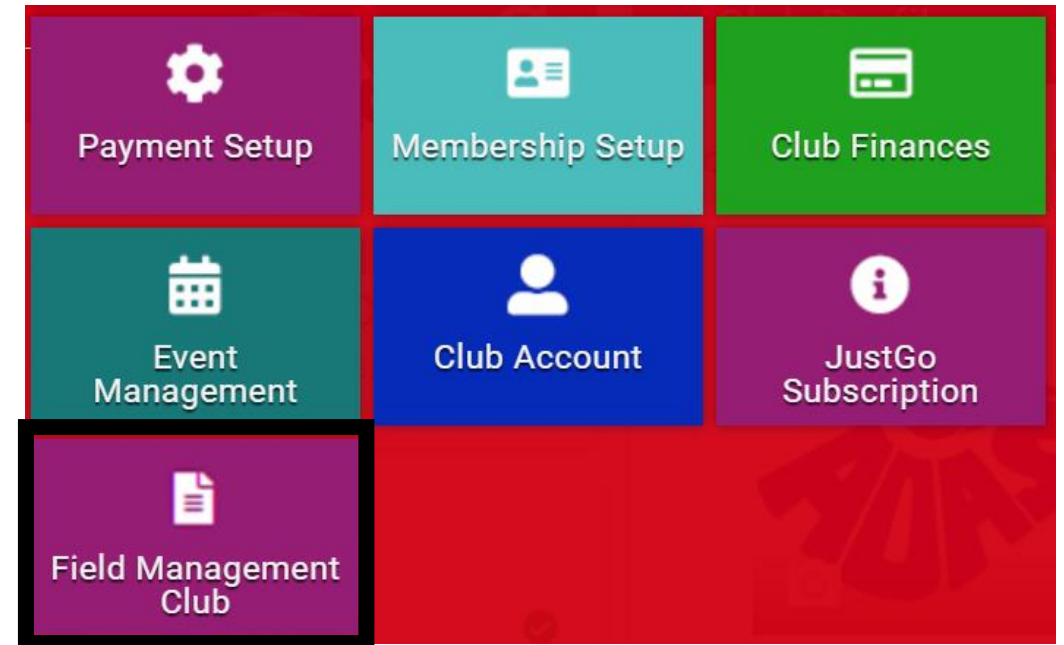 Payment Setup
Membership Setup
Club Finances
Event
Management
Club Account
JustGo
Subscription
Field Management
Club